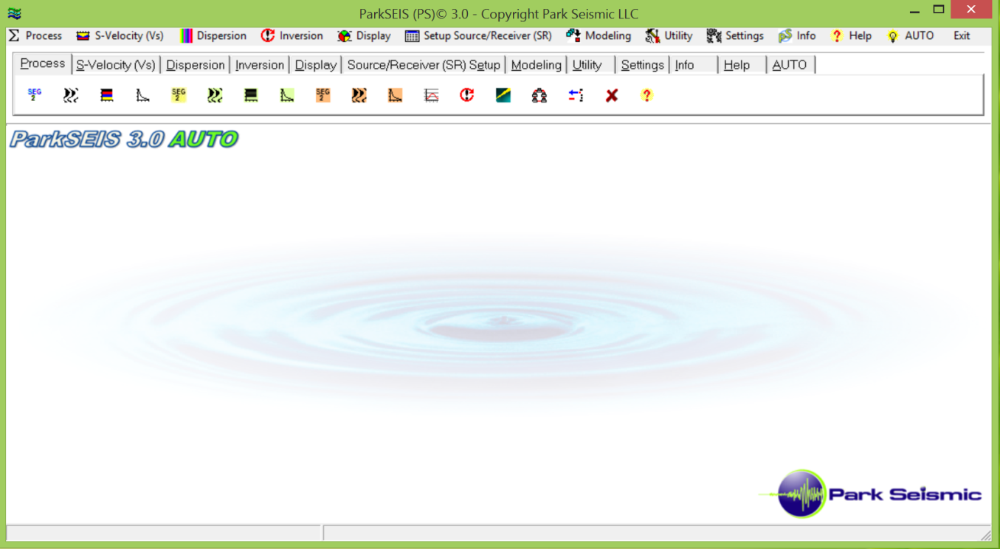 ParkSEIS (PS)© 3.0 - Copyright Park Seismic LLC
Process S-Velocity (Vs) Dispersion Inversion Display Setup Source/Receiver (SR) Modeling Utility Settings pS Info ? Help AUTO Exit
Process S-Velocity (Vs) Dispersion Inversion Display Source/Receiver (SR) Setup Modeling Utility Settings Info Help AUTO
SEG 2 SEG 2 SEG 2 ?
ParkSEIS 3.0 AUTO
Park Seismic